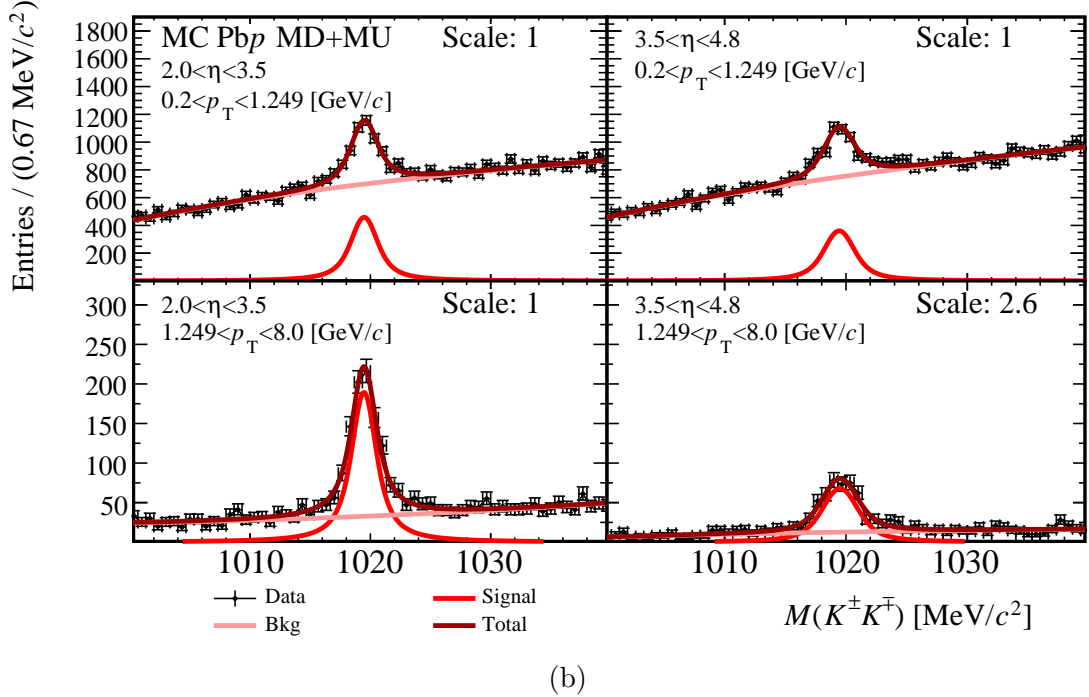 Entries / (0.67 MeV/c²)
1800
1600
1400
1200
1000
800
600
400
200
MC Pbp MD+MU
Scale: 1
2.0<η<3.5
0.2<p_T<1.249 [GeV/c]
3.5<η<4.8
Scale: 1
0.2<p_T<1.249 [GeV/c]
300
250
200
150
100
50
2.0<η<3.5
Scale: 1
1.249<p_T<8.0 [GeV/c]
3.5<η<4.8
Scale: 2.6
1.249<p_T<8.0 [GeV/c]
1010 1020 1030 1010 1020 1030
Data Signal
Bkg Total
M(K±K∓) [MeV/c²]
(b)